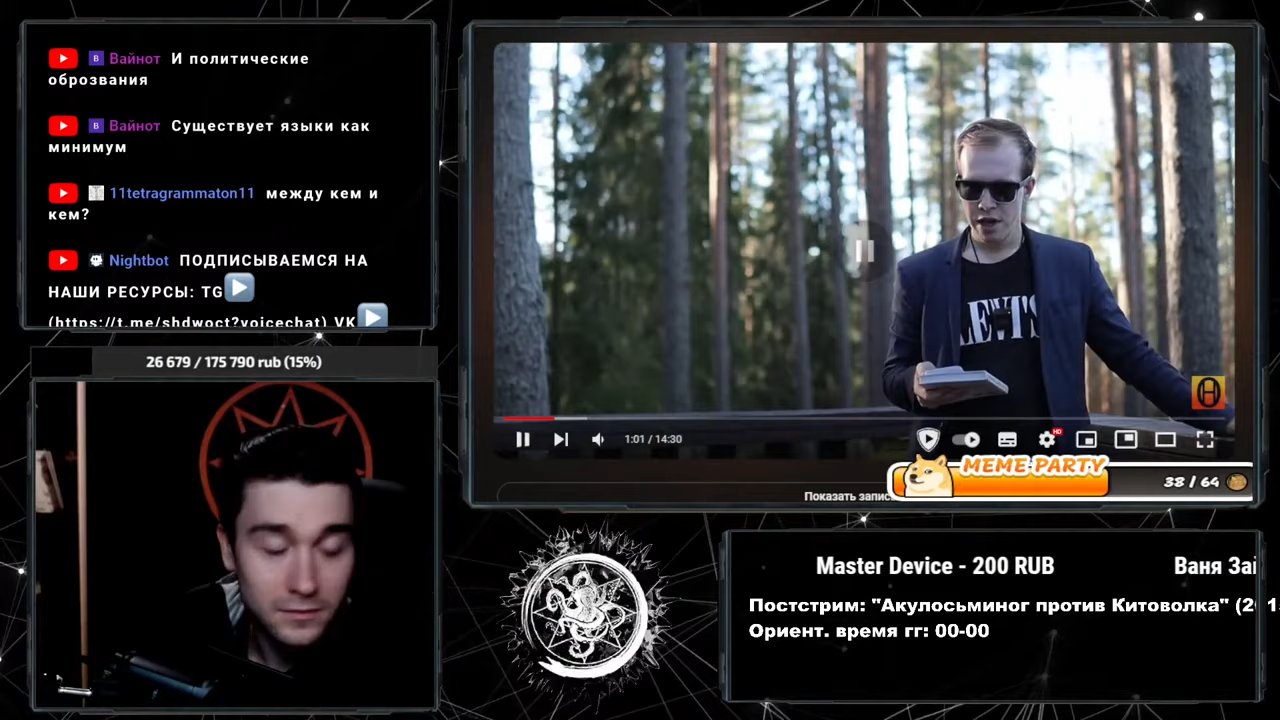 Вайнот И политические
оброзвания
Вайнот Существует языки как
минимум
11tetragrammaton11 между кем и
кем?
Nightbot ПОДПИСЫВАЕМСЯ НА
НАШИ РЕСУРСЫ: TG
(https://t.me/shdwoct?voicechat) VK
26 679 / 175 790 rub (15%)
LEVI'S
1:01 / 14:30
HD
MEME PARTY
38 / 64
Показать
Master Device - 200 RUB
Ваня
Постстрим: "Акулосьминог против Китоволка"
Ориент. время гг: 00-00